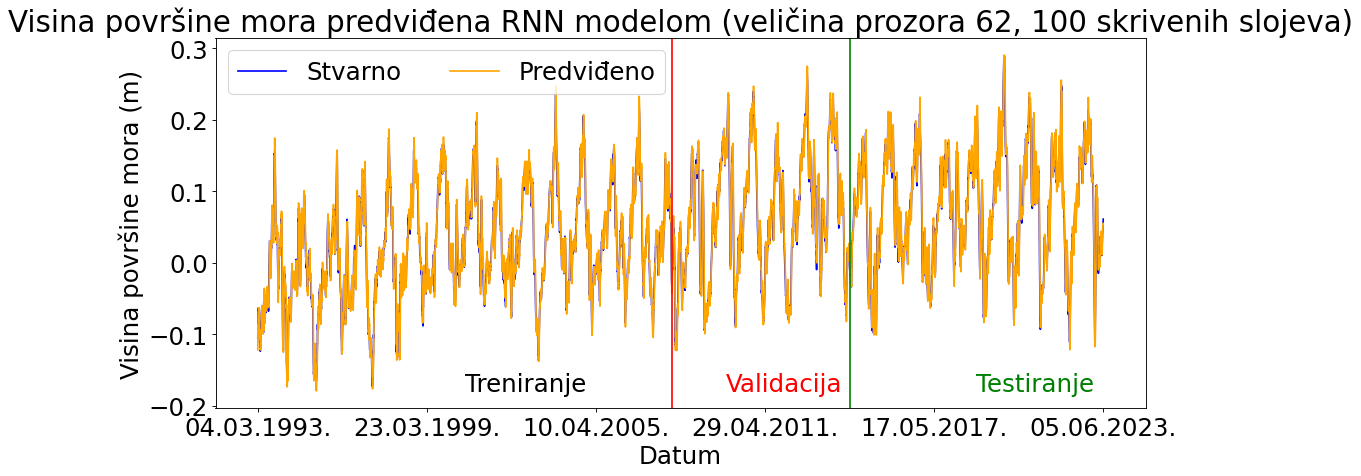 Visina površine mora predviđena RNN modelom (veličina prozora 62, 100 skrivenih slojeva)
Stvarno
Predviđeno
Visina površine mora (m)
0.3
0.2
0.1
0.0
−0.1
−0.2
Treniranje
Validacija
Testiranje
04.03.1993.
23.03.1999.
10.04.2005.
29.04.2011.
17.05.2017.
05.06.2023.
Datum